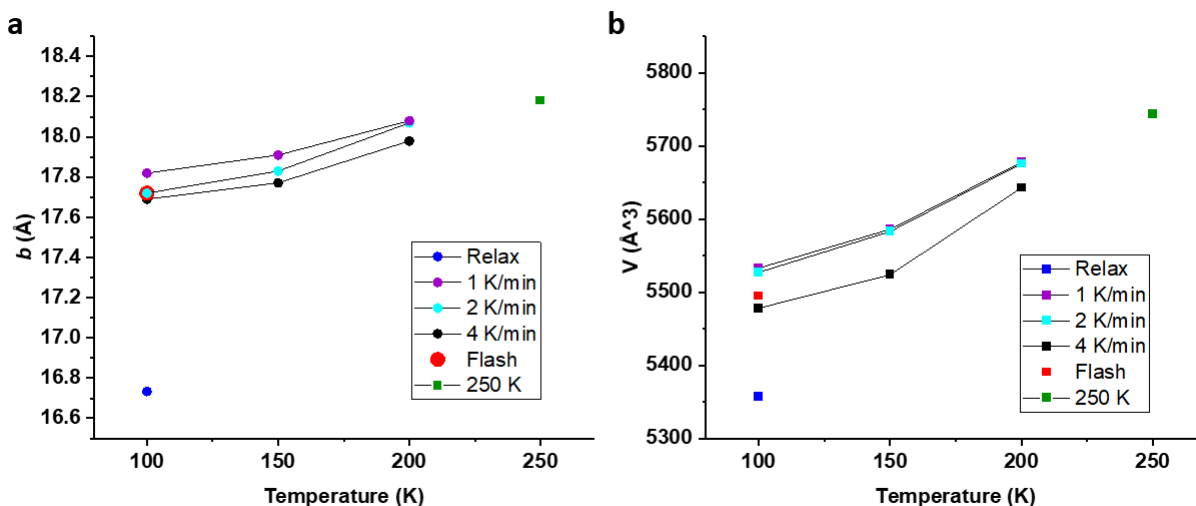 a
18.4
18.2
18.0
17.8
17.6
17.4
17.2
17.0
16.8
16.6
b (Å)
100
150
200
250
Temperature (K)
Relax
1 K/min
2 K/min
4 K/min
Flash
250 K
b
5800
5700
5600
5500
5400
5300
V (Å^3)
100
150
200
250
Temperature (K)
Relax
1 K/min
2 K/min
4 K/min
Flash
250 K